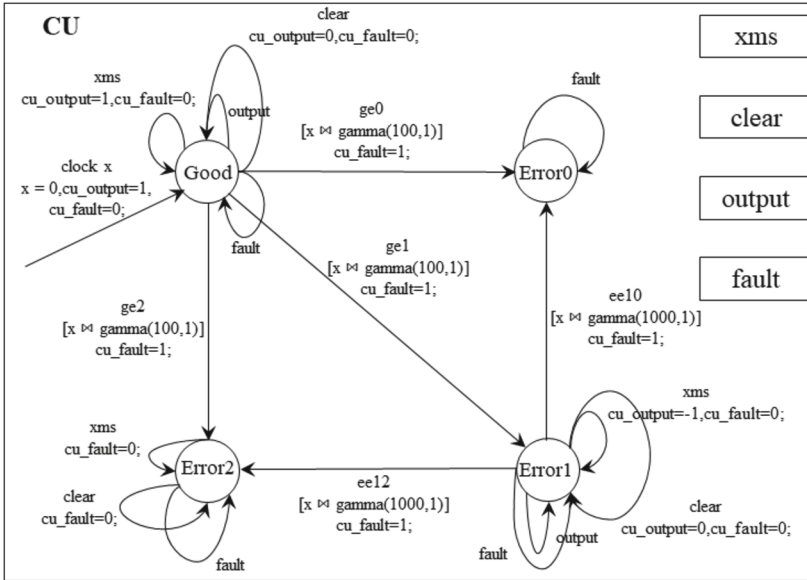 CU
clear
cu_output=0,cu_fault=0;
xms
xms
cu_output=1,cu_fault=0;
output
fault
ge0
[x ⋈ gamma(100,1)]
cu_fault=1;
clear
Good
Error0
clock x
x = 0,cu_output=1,
cu_fault=0;
output
fault
ge1
[x ⋈ gamma(100,1)]
cu_fault=1;
fault
ge2
[x ⋈ gamma(100,1)]
cu_fault=1;
ee10
[x ⋈ gamma(1000,1)]
cu_fault=1;
xms
cu_output=-1,cu_fault=0;
xms
cu_fault=0;
Error2
Error1
clear
cu_fault=0;
ee12
[x ⋈ gamma(1000,1)]
cu_fault=1;
clear
cu_output=0,cu_fault=0;
fault
fault
output